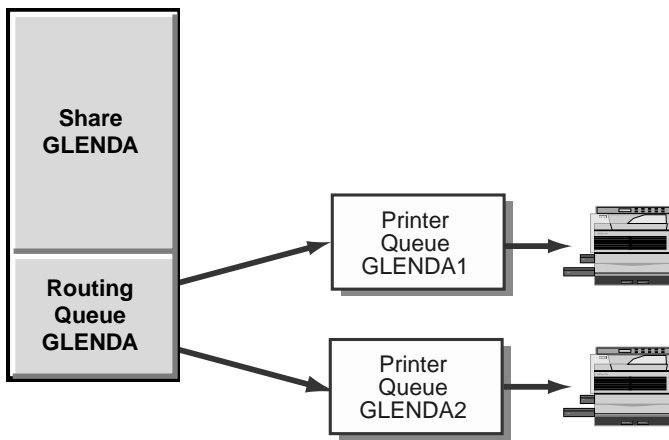 Share
GLENDA
Routing
Queue
GLENDA
Printer
Queue
GLENDA1
Printer
Queue
GLENDA2